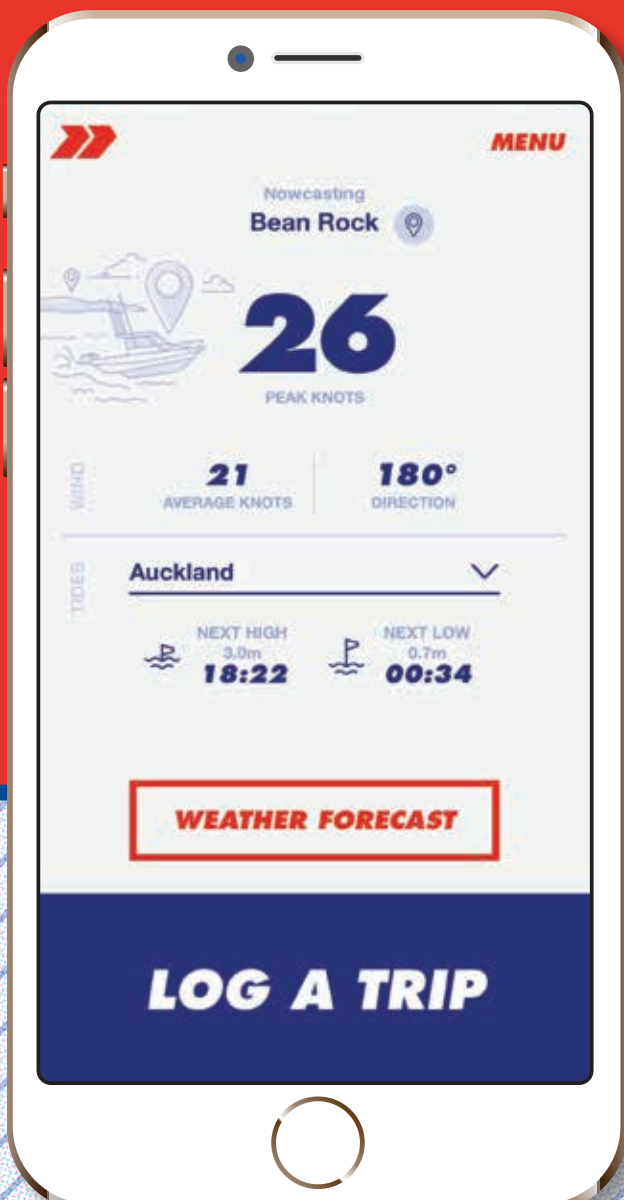 MENU
Nowcasting
Bean Rock
26
PEAK KNOTS
WIND
21
AVERAGE KNOTS
180°
DIRECTION
TIDES
Auckland
NEXT HIGH
3.0m
18:22
NEXT LOW
0.7m
00:34
WEATHER FORECAST
LOG A TRIP